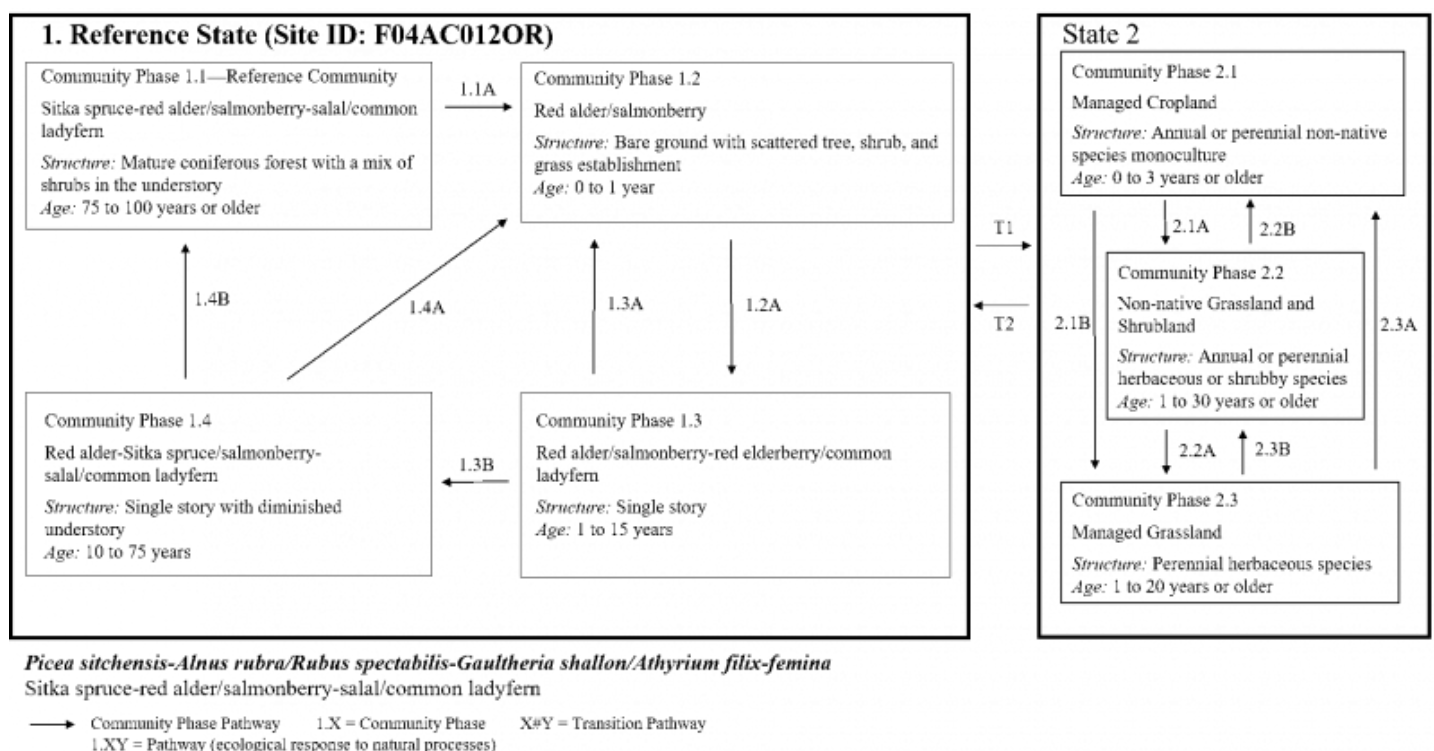 1. Reference State (Site ID: F04AC012OR)
Community Phase 1.1—Reference Community
Sitka spruce-red alder/salmonberry-salal/common
ladyfern
Structure: Mature coniferous forest with a mix of
shrubs in the understory
Age: 75 to 100 years or older
1.1A
Community Phase 1.2
Red alder/salmonberry
Structure: Bare ground with scattered tree, shrub, and
grass establishment
Age: 0 to 1 year
1.4B
1.4A
1.3A
1.2A
Community Phase 1.4
Red alder-Sitka spruce/salmonberry-
salal/common ladyfern
Structure: Single story with diminished
understory
Age: 10 to 75 years
1.3B
Community Phase 1.3
Red alder/salmonberry-red elderberry/common
ladyfern
Structure: Single story
Age: 1 to 15 years
T1
T2
State 2
Community Phase 2.1
Managed Cropland
Structure: Annual or perennial non-native
species monoculture
Age: 0 to 3 years or older
2.1A
2.2B
2.1B
2.3A
Community Phase 2.2
Non-native Grassland and
Shrubland
Structure: Annual or perennial
herbaceous or shrubby species
Age: 1 to 30 years or older
2.2A
2.3B
Community Phase 2.3
Managed Grassland
Structure: Perennial herbaceous species
Age: 1 to 20 years or older
Picea sitchensis-Alnus rubra/Rubus spectabilis-Gaultheria shallon/Athyrium filix-femina
Sitka spruce-red alder/salmonberry-salal/common ladyfern
Community Phase Pathway 1.X = Community Phase X#Y = Transition Pathway
1.XY = Pathway (ecological response to natural processes)